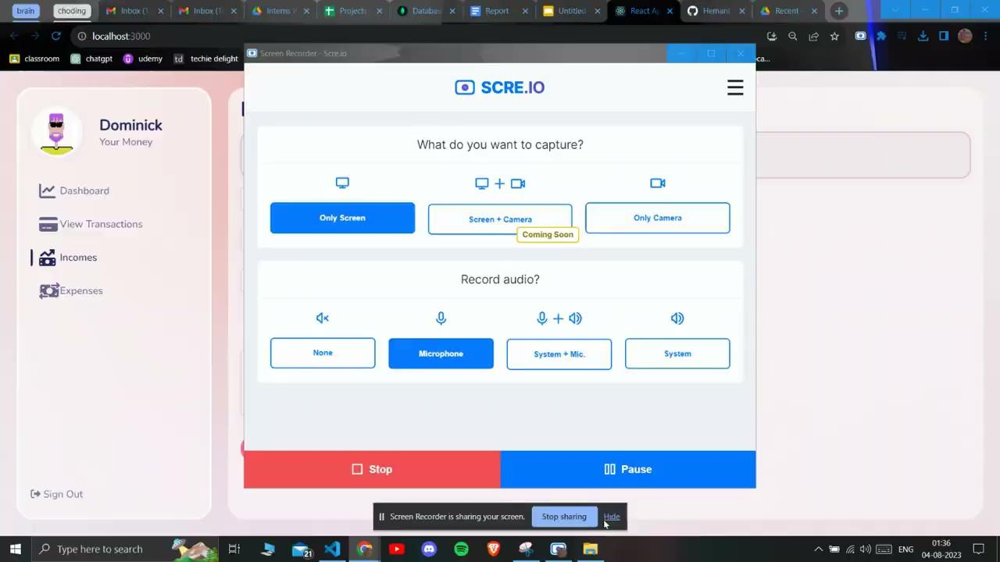 brain
choding
Inbox (1
Inbox (1
Interns W
Projects
Databas
Report
Untitled
React Ap
Hemant
Recent -
localhost:3000
classroom
chatgpt
udemy
techie delight
Screen Recorder - Scre.io
SCRE.IO
What do you want to capture?
Only Screen
Screen + Camera
Only Camera
Coming Soon
Record audio?
None
Microphone
System + Mic.
System
Stop
Pause
Dominick
Your Money
Dashboard
View Transactions
Incomes
Expenses
Sign Out
Screen Recorder is sharing your screen.
Stop sharing
Hide
Type here to search
21
ENG
01:36
04-08-2023